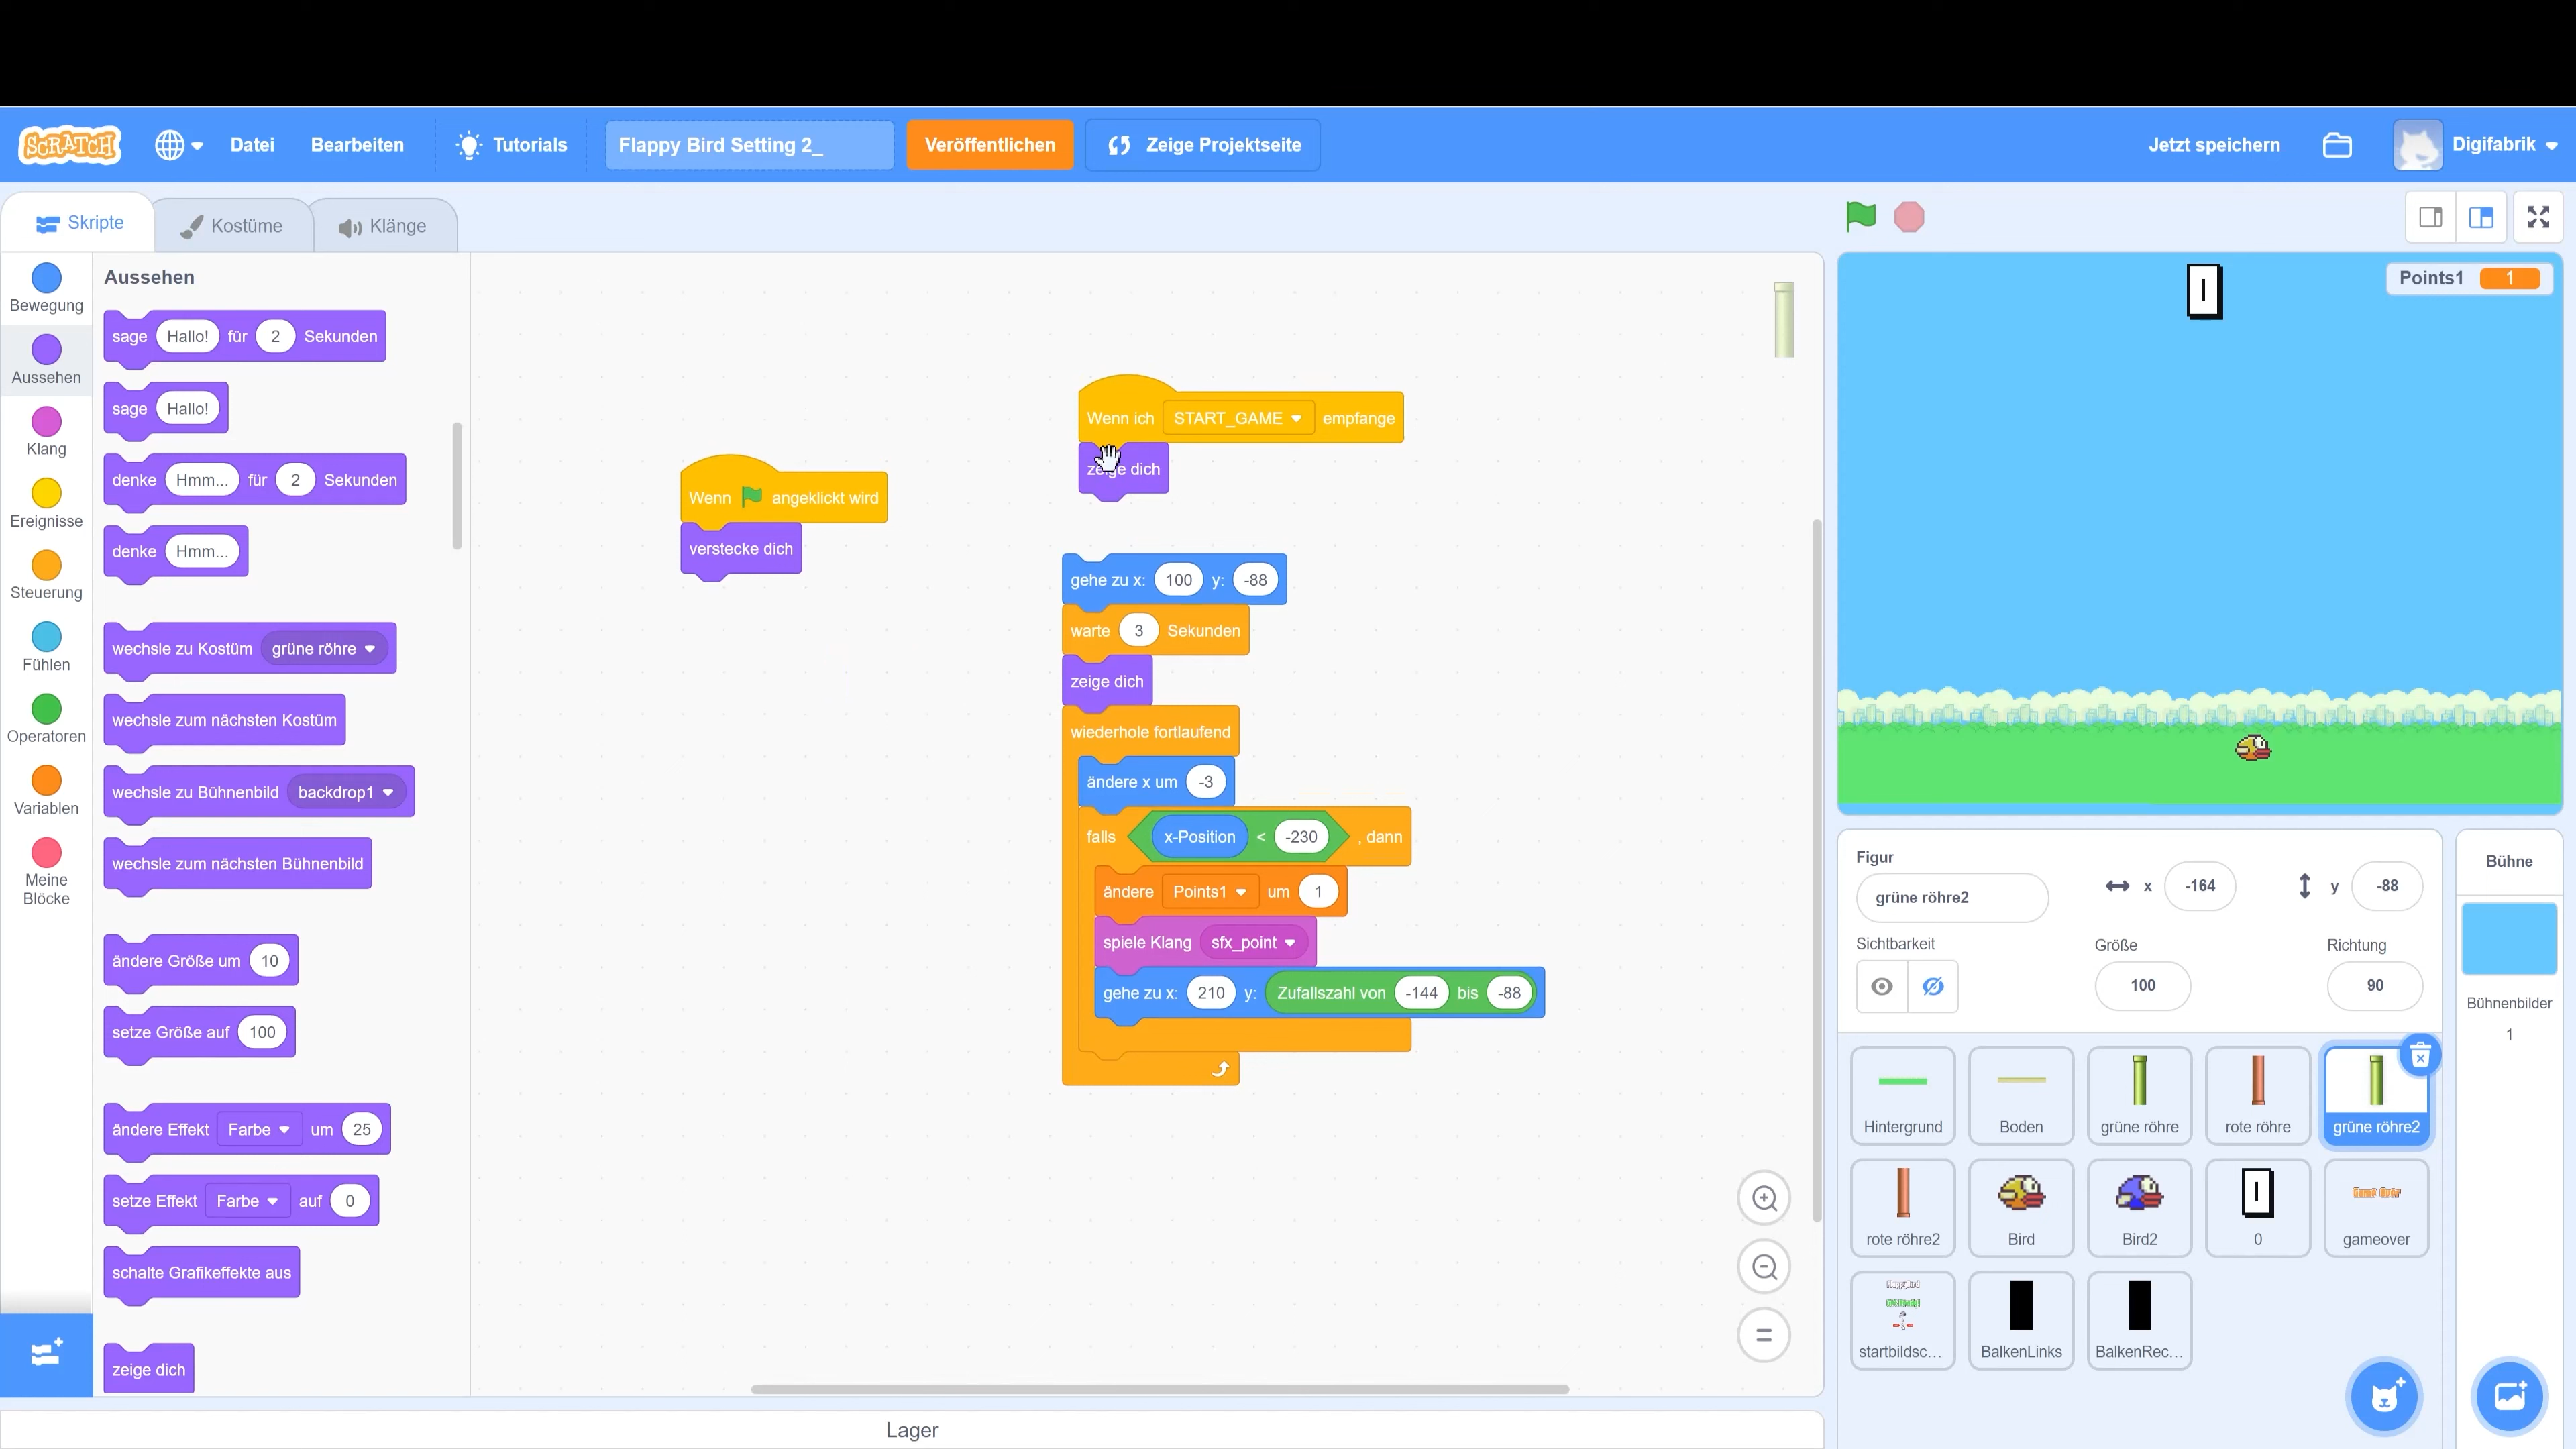 SCRATCH
Datei
Bearbeiten
Tutorials
Flappy Bird Setting 2_
Veröffentlichen
Zeige Projektseite
Jetzt speichern
Digifabrik
Skripte
Kostüme
Klänge
Bewegung
Aussehen
Klang
Ereignisse
Steuerung
Fühlen
Operatoren
Variablen
Meine
Blöcke
Aussehen
sage Hallo! für 2 Sekunden
sage Hallo!
denke Hmm... für 2 Sekunden
denke Hmm...
wechsle zu Kostüm grüne röhre
wechsle zum nächsten Kostüm
wechsle zu Bühnenbild backdrop1
wechsle zum nächsten Bühnenbild
ändere Größe um 10
setze Größe auf 100
ändere Effekt Farbe um 25
setze Effekt Farbe auf 0
schalte Grafikeffekte aus
zeige dich
Wenn angeklickt wird
verstecke dich
Wenn ich START_GAME empfange
zeige dich
gehe zu x: 100 y: -88
warte 3 Sekunden
zeige dich
wiederhole fortlaufend
ändere x um -3
falls x-Position < -230 , dann
ändere Points1 um 1
spiele Klang sfx_point
gehe zu x: 210 y: Zufallszahl von -144 bis -88
Lager
Points1 1
Figur
grüne röhre2
x -164
y -88
Sichtbarkeit
Größe
100
Richtung
90
Bühne
Bühnenbilder
1
Hintergrund
Boden
grüne röhre
rote röhre
grüne röhre2
rote röhre2
Bird
Bird2
0
Game Over
gameover
startbildsc...
BalkenLinks
BalkenRec...